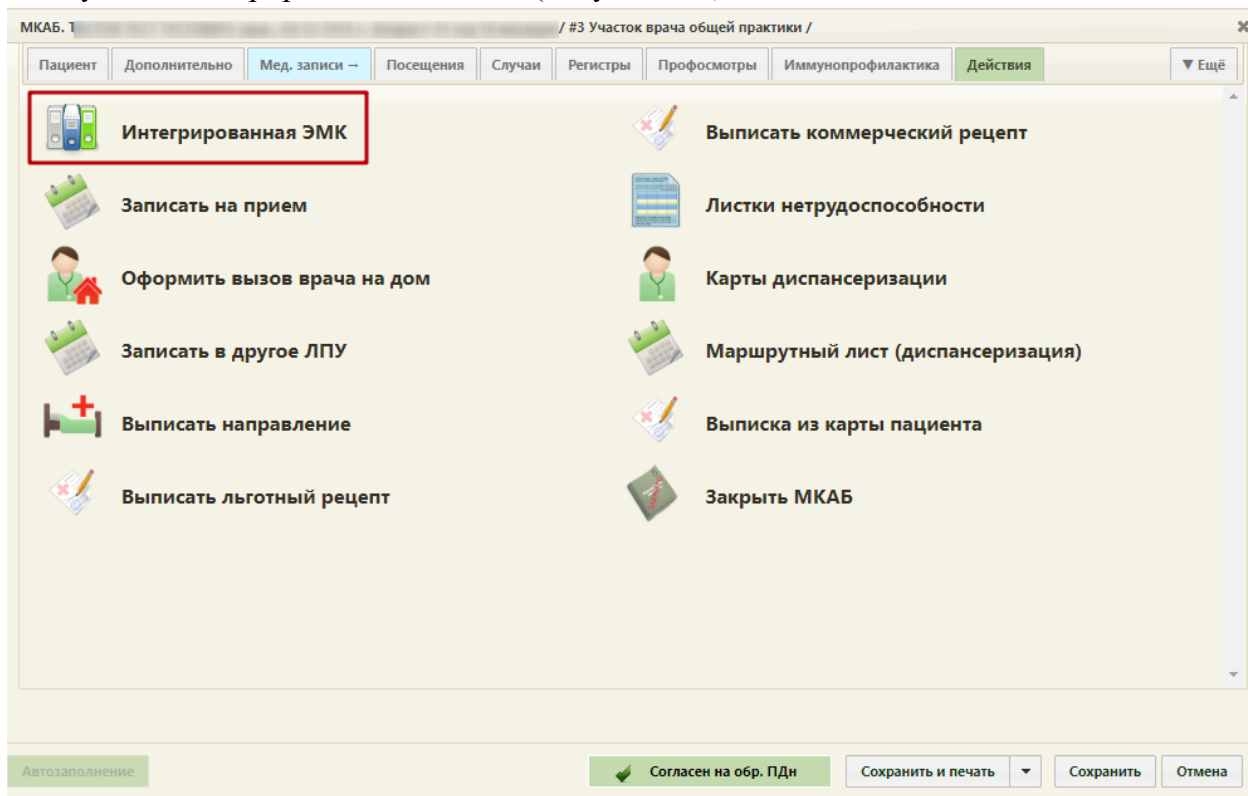 МКАБ. Т / #3 Участок врача общей практики /
Пациент Дополнительно Мед. записи → Посещения Случаи Регистры Профосмотры Иммунопрофилактика Действия ▼ Ещё
Интегрированная ЭМК
Выписать коммерческий рецепт
Записать на прием
Листки нетрудоспособности
Оформить вызов врача на дом
Карты диспансеризации
Записать в другое ЛПУ
Маршрутный лист (диспансеризация)
Выписать направление
Выписка из карты пациента
Выписать льготный рецепт
Закрыть МКАБ
Автозаполнение Согласен на обр. ПДн Сохранить и печать Сохранить Отмена